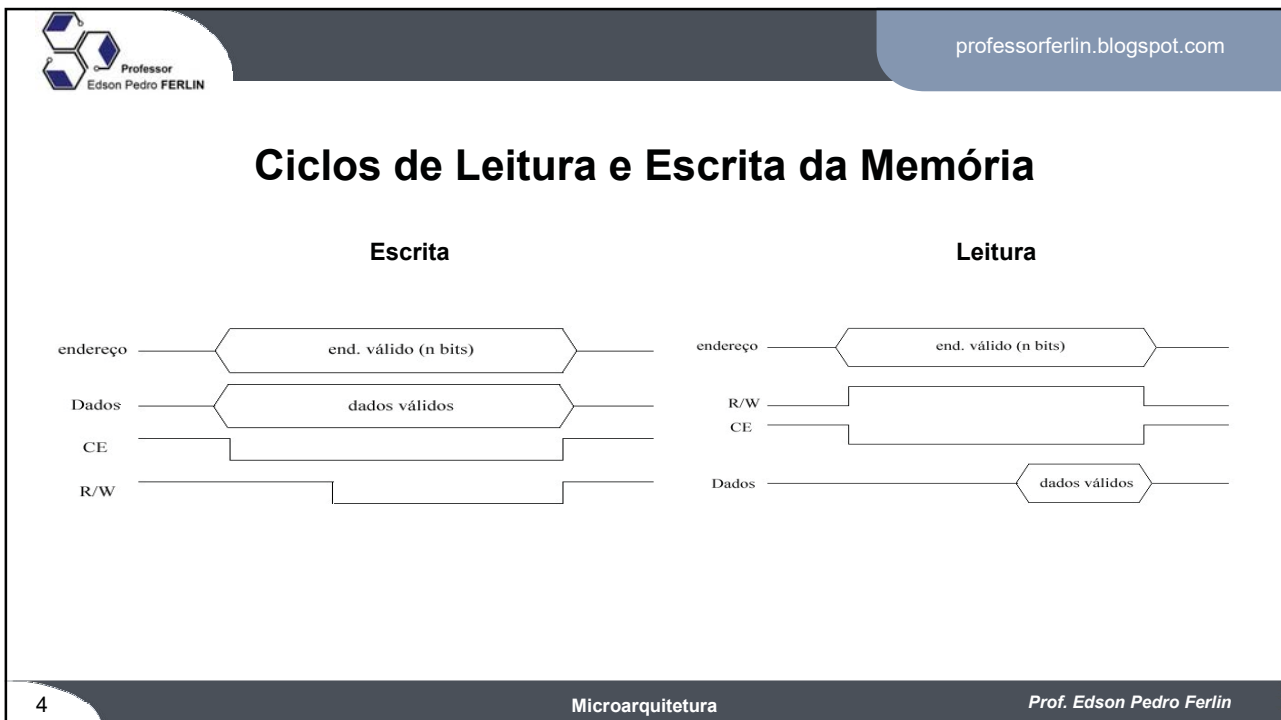 Professor
Edson Pedro FERLIN
professorferlin.blogspot.com
Ciclos de Leitura e Escrita da Memória
Escrita
endereço
end. válido (n bits)
Dados
dados válidos
CE
R/W
Leitura
endereço
end. válido (n bits)
R/W
CE
Dados
dados válidos
4
Microarquitetura
Prof. Edson Pedro Ferlin